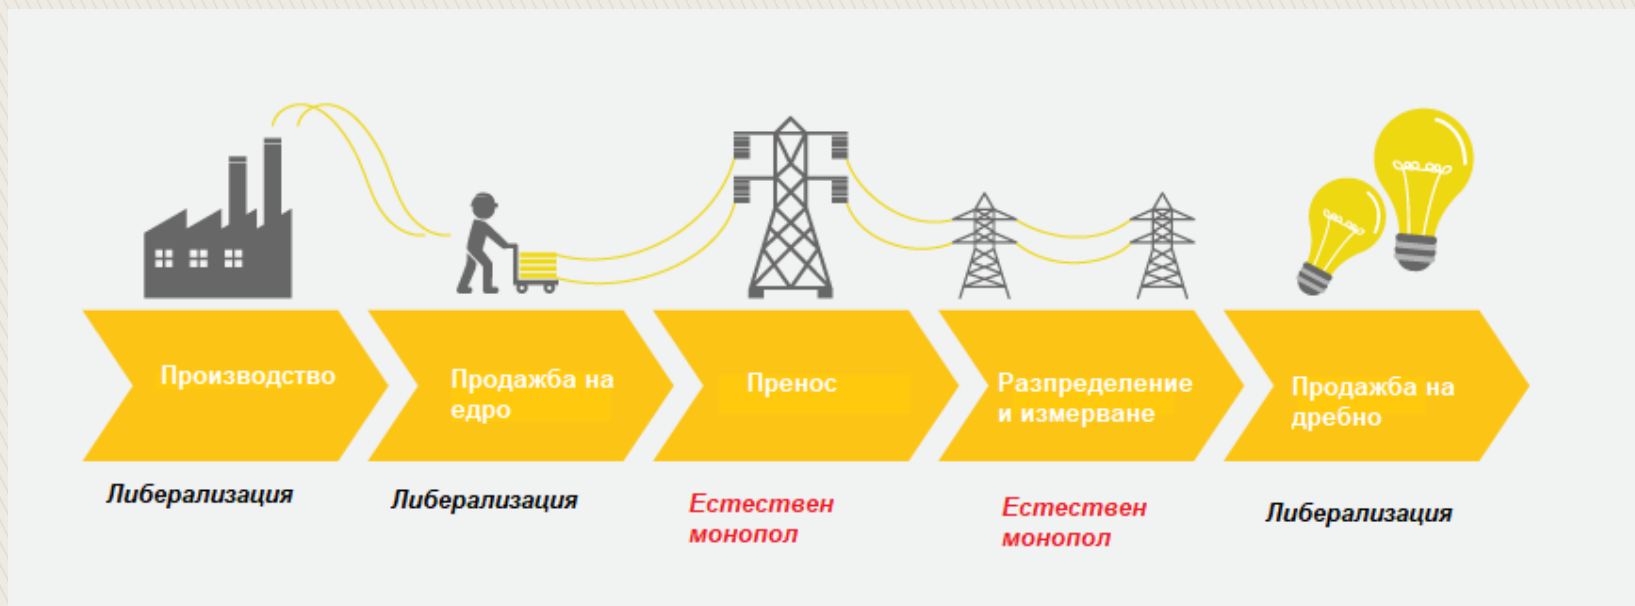 Производство
Продажба на
едро
Пренос
Разпределение
и измерване
Продажба на
дребно
Либерализация
Либерализация
Естествен
монопол
Естествен
монопол
Либерализация